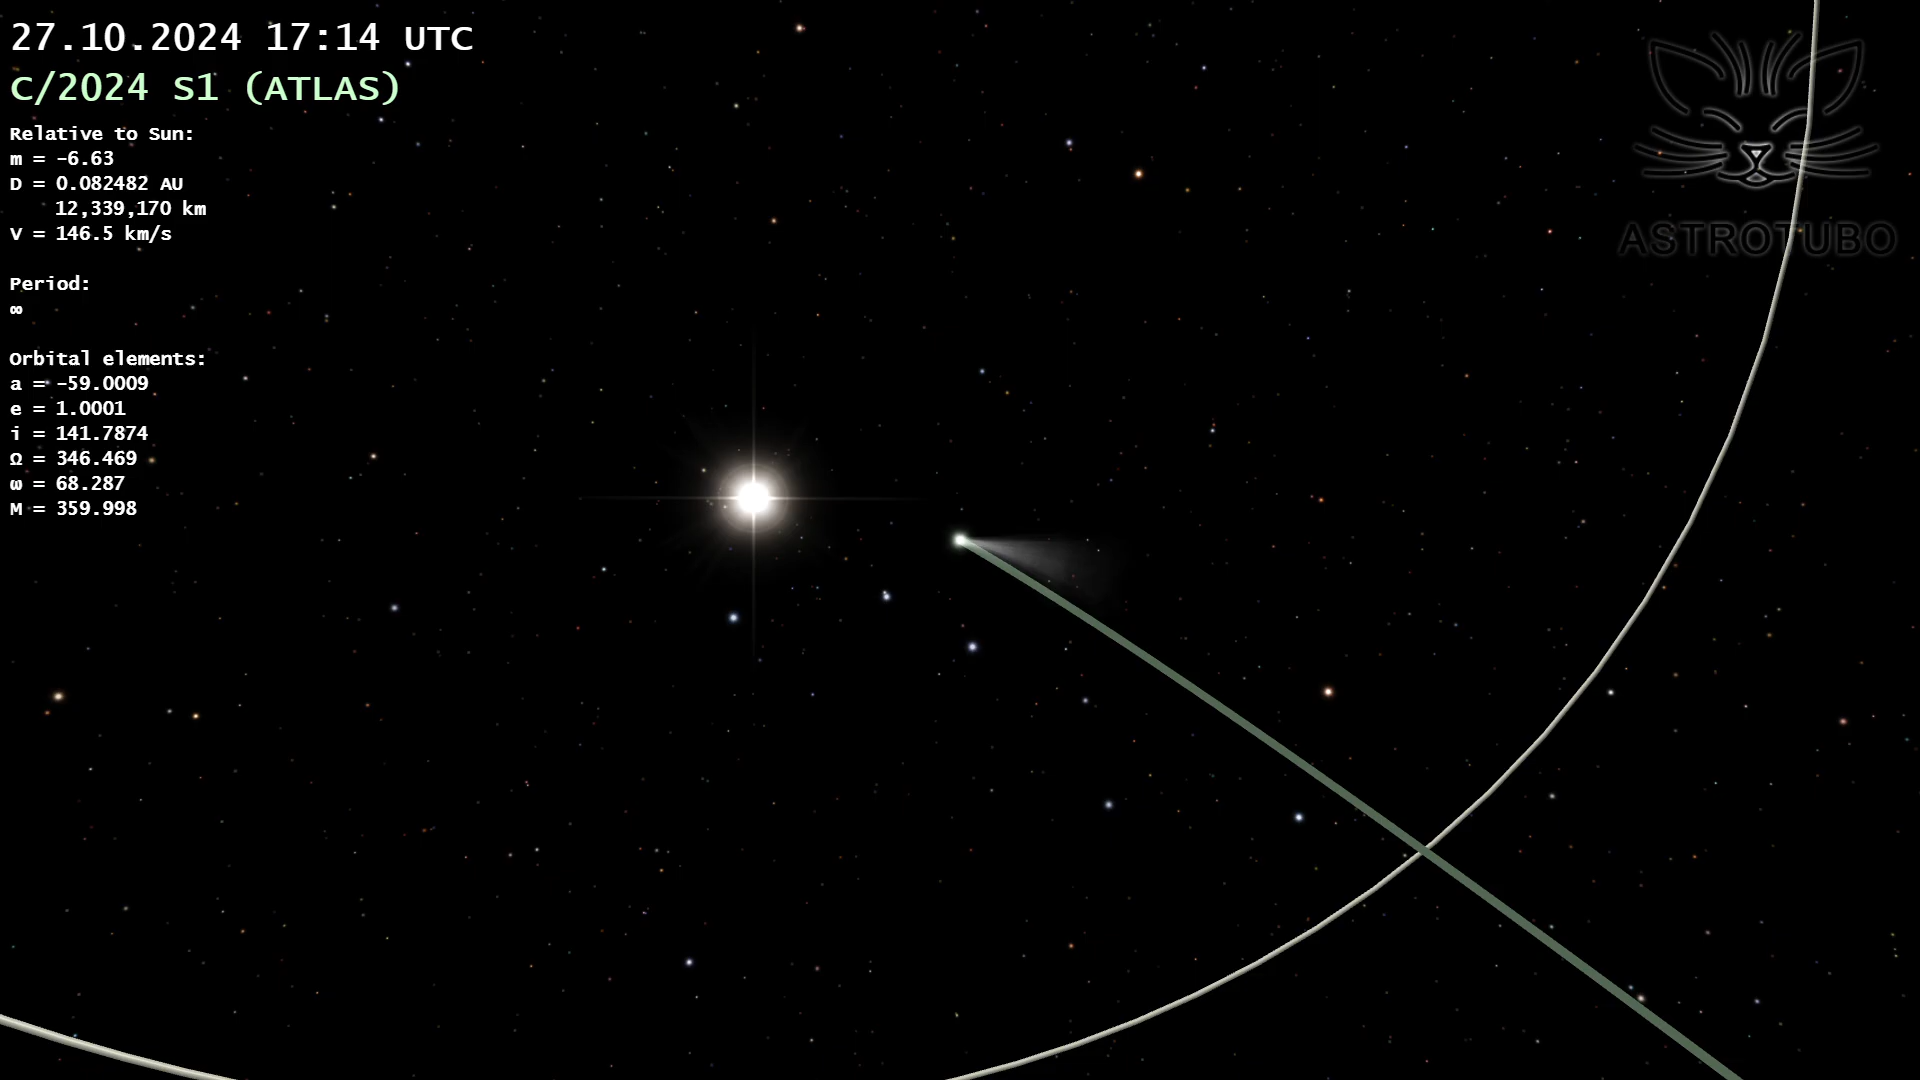 27.10.2024 17:14 UTC
C/2024 S1 (ATLAS)
Relative to Sun:
m = -6.63
D = 0.082482 AU
12,339,170 km
V = 146.5 km/s
Period:
∞
Orbital elements:
a = -59.0009
e = 1.0001
i = 141.7874
Ω = 346.469
ω = 68.287
M = 359.998
ASTROTUBO